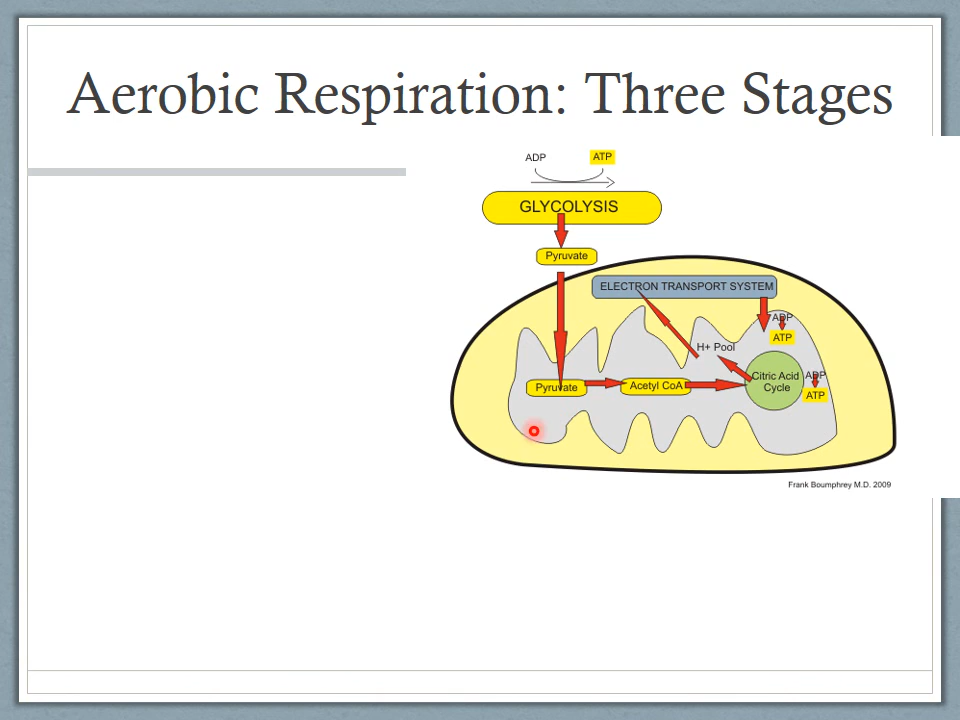 Aerobic Respiration: Three Stages
ADP
ATP
GLYCOLYSIS
Pyruvate
ELECTRON TRANSPORT SYSTEM
ADP
ATP
H+ Pool
Citric Acid
Cycle
ADP
ATP
Pyruvate
Acetyl CoA
Frank Boumphrey M.D. 2009